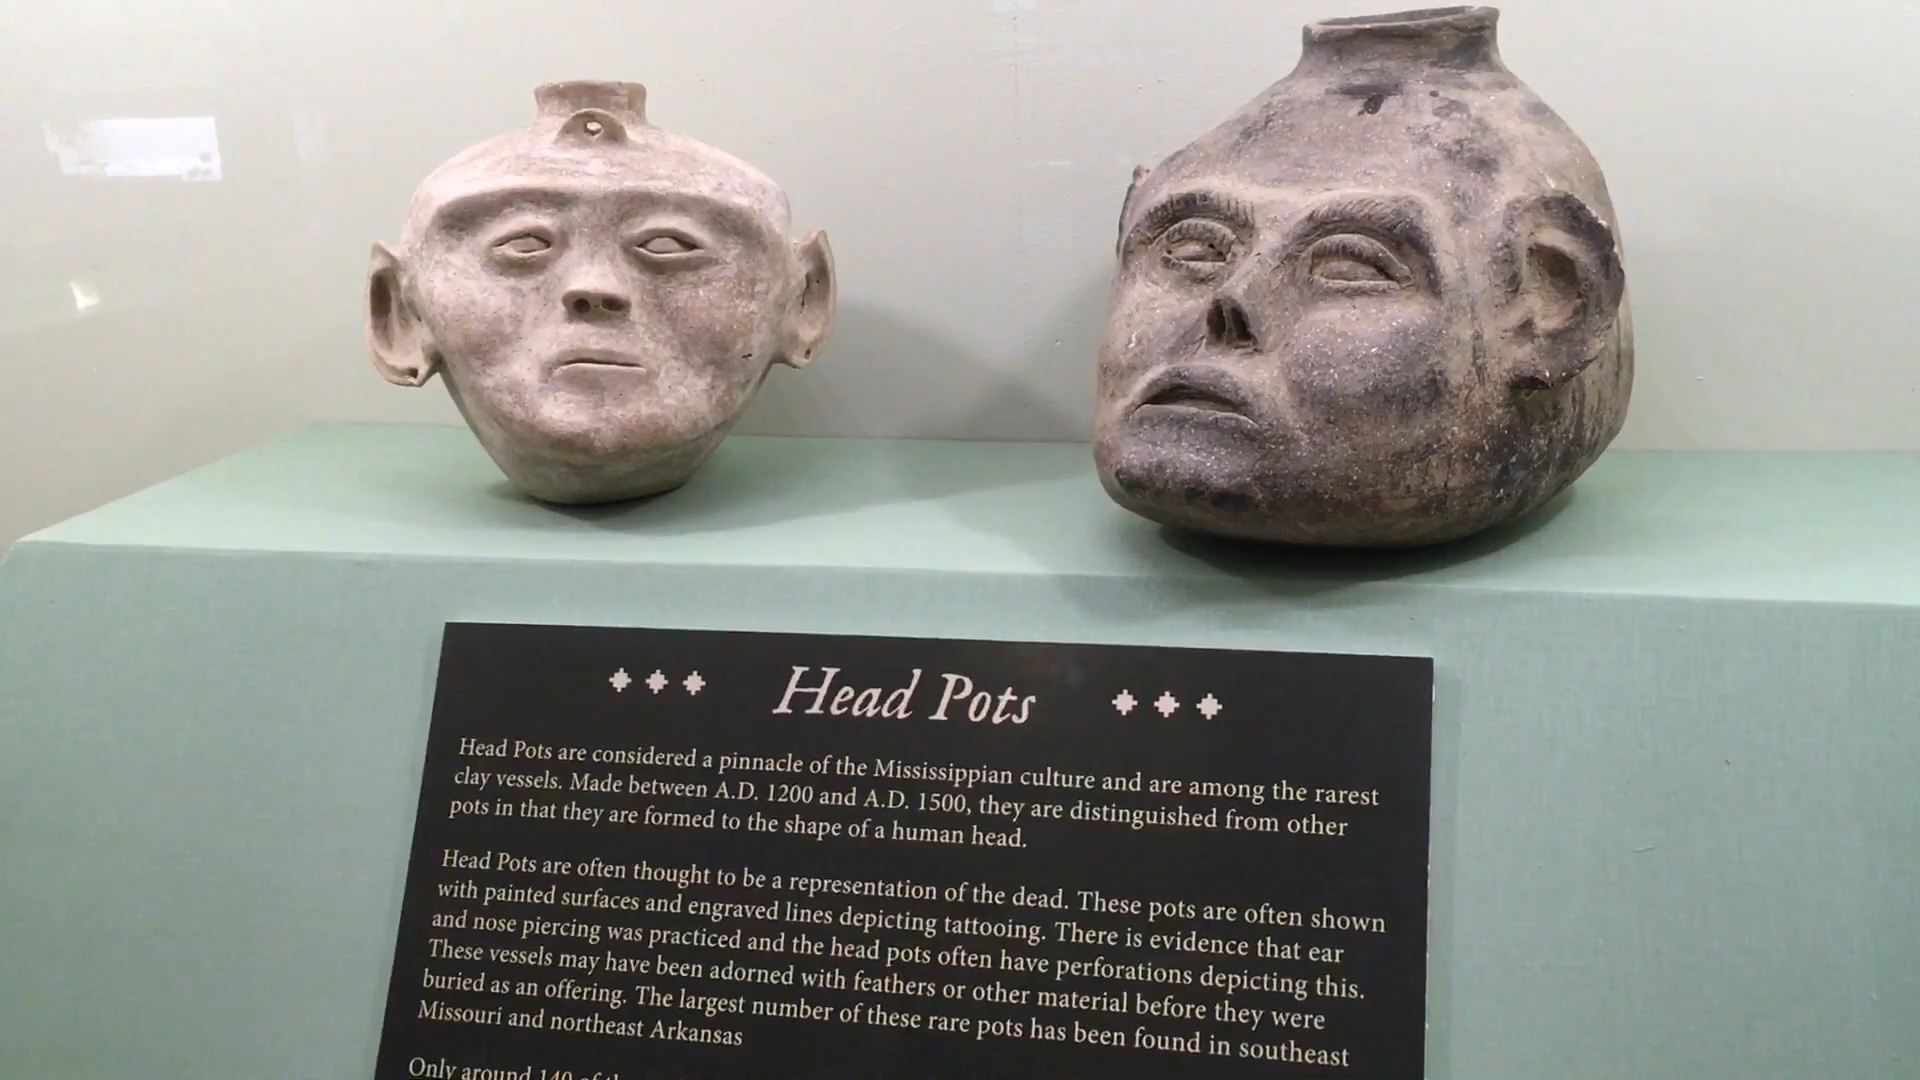 Head Pots
Head Pots are considered a pinnacle of the Mississippian culture and are among the rarest
clay vessels. Made between A.D. 1200 and A.D. 1500, they are distinguished from other
pots in that they are formed to the shape of a human head.
Head Pots are often thought to be a representation of the dead. These pots are often shown
with painted surfaces and engraved lines depicting tattooing. There is evidence that ear
and nose piercing was practiced and the head pots often have perforations depicting this.
These vessels may have been adorned with feathers or other material before they were
buried as an offering. The largest number of these rare pots has been found in southeast
Missouri and northeast Arkansas
Only around 140 of